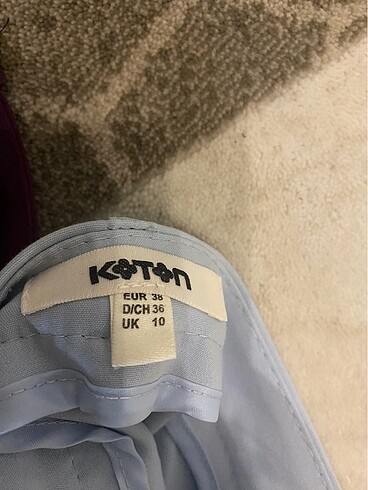 KOTON
EUR 38
D/CH 36
UK 10